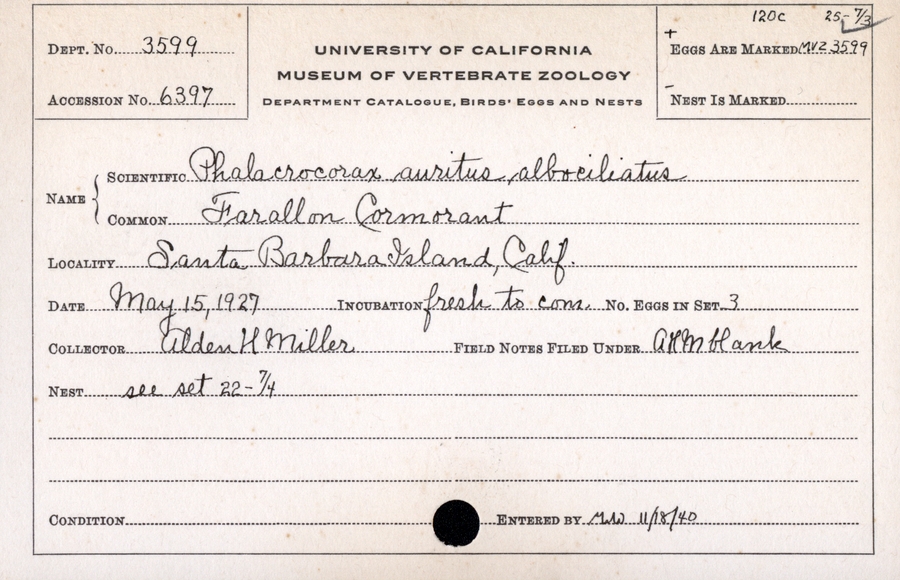 120c 25-7/3
Dept. No. 3599
UNIVERSITY OF CALIFORNIA
+
Eggs Are Marked MVZ 3599
MUSEUM OF VERTEBRATE ZOOLOGY
Accession No. 6397
Department Catalogue, Birds' Eggs and Nests
-
Nest Is Marked
Name
Scientific Phalacrocorax auritus albociliatus
Common Farallon Cormorant
Locality Santa Barbara Island, Calif.
Date May 15, 1927 Incubation fresh to com. No. Eggs in Set 3
Collector Alden H Miller Field Notes Filed Under AHM blank
Nest see set 22-7/4
Condition Entered by 11/18/40